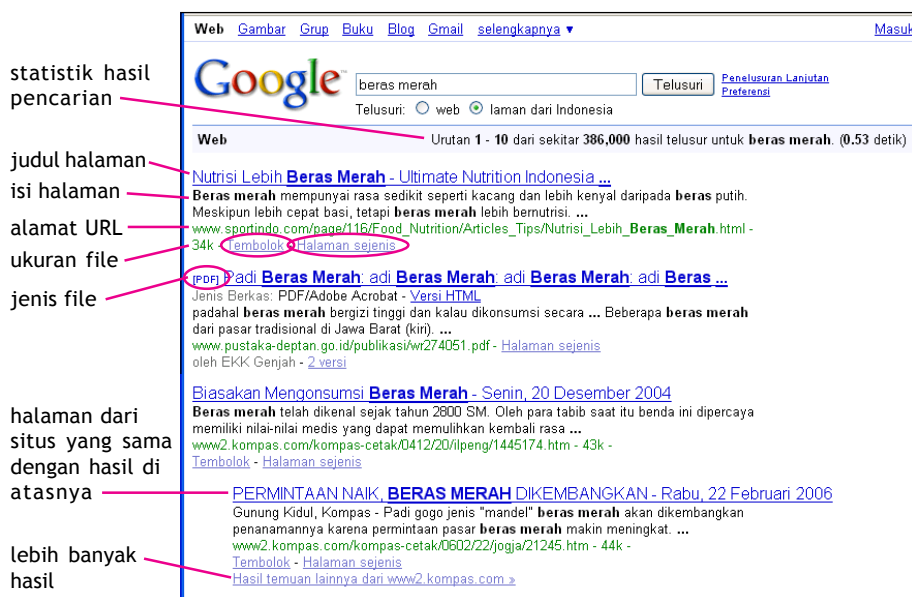 Web Gambar Grup Buku Blog Gmail selengkapnya ▼ Masuk
Google™
beras merah
Telusuri
Penelusuran Lanjutan
Preferensi
Telusuri: web laman dari Indonesia
statistik hasil
pencarian
Web Urutan 1 - 10 dari sekitar 386,000 hasil telusur untuk beras merah. (0.53 detik)
judul halaman
Nutrisi Lebih Beras Merah - Ultimate Nutrition Indonesia ...
isi halaman
Beras merah mempunyai rasa sedikit seperti kacang dan lebih kenyal daripada beras putih.
Meskipun lebih cepat basi, tetapi beras merah lebih bernutrisi. ...
alamat URL
www.sportindo.com/page/116/Food_Nutrition/Articles_Tips/Nutrisi_Lebih_Beras_Merah.html -
ukuran file
34k - Tembolok - Halaman sejenis
jenis file
[PDF] Padi Beras Merah: adi Beras Merah: adi Beras Merah: adi Beras ...
Jenis Berkas: PDF/Adobe Acrobat - Versi HTML
padahal beras merah bergizi tinggi dan kalau dikonsumsi secara ... Beberapa beras merah
dari pasar tradisional di Jawa Barat (kiri). ...
www.pustaka-deptan.go.id/publikasi/wr274051.pdf - Halaman sejenis
oleh EKK Genjah - 2 versi
Biasakan Mengonsumsi Beras Merah - Senin, 20 Desember 2004
Beras merah telah dikenal sejak tahun 2800 SM. Oleh para tabib saat itu benda ini dipercaya
memiliki nilai-nilai medis yang dapat memulihkan kembali rasa ...
www2.kompas.com/kompas-cetak/0412/20/ilpeng/1445174.htm - 43k -
Tembolok - Halaman sejenis
halaman dari
situs yang sama
dengan hasil di
atasnya
PERMINTAAN NAIK, BERAS MERAH DIKEMBANGKAN - Rabu, 22 Februari 2006
Gunung Kidul, Kompas - Padi gogo jenis "mandel" beras merah akan dikembangkan
penanamannya karena permintaan pasar beras merah makin meningkat. ...
www2.kompas.com/kompas-cetak/0602/22/jogja/21245.htm - 44k -
Tembolok - Halaman sejenis
lebih banyak
hasil
Hasil temuan lainnya dari www2.kompas.com »